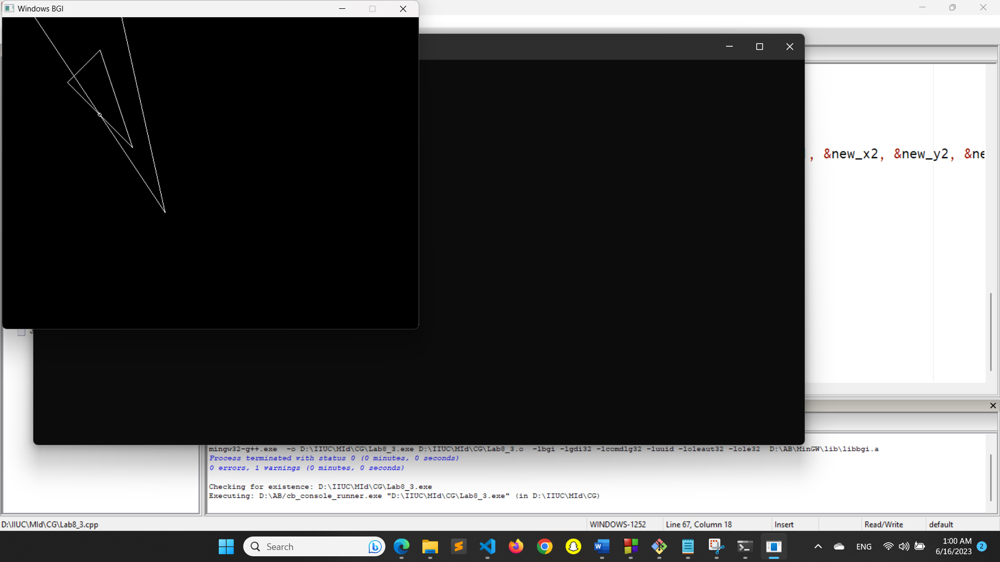 Windows BGI
, &new_x2, &new_y2, &ne
mingw32-g++.exe  -o D:\IIUC\MId\CG\Lab8_3.exe D:\IIUC\MId\CG\Lab8_3.o  -lbgi -lgdi32 -lcomdlg32 -luuid -loleaut32 -lole32  D:\AB\MinGW\lib\libbgi.a
Process terminated with status 0 (0 minutes, 0 seconds)
0 errors, 1 warnings (0 minutes, 0 seconds)
Checking for existence: D:\IIUC\MId\CG\Lab8_3.exe
Executing: D:\AB/cb_console_runner.exe "D:\IIUC\MId\CG\Lab8_3.exe" (in D:\IIUC\MId\CG)
D:\IIUC\MId\CG\Lab8_3.cpp WINDOWS-1252 Line 67, Column 18 Insert Read/Write default
Search ENG 1:00 AM
6/16/2023 2